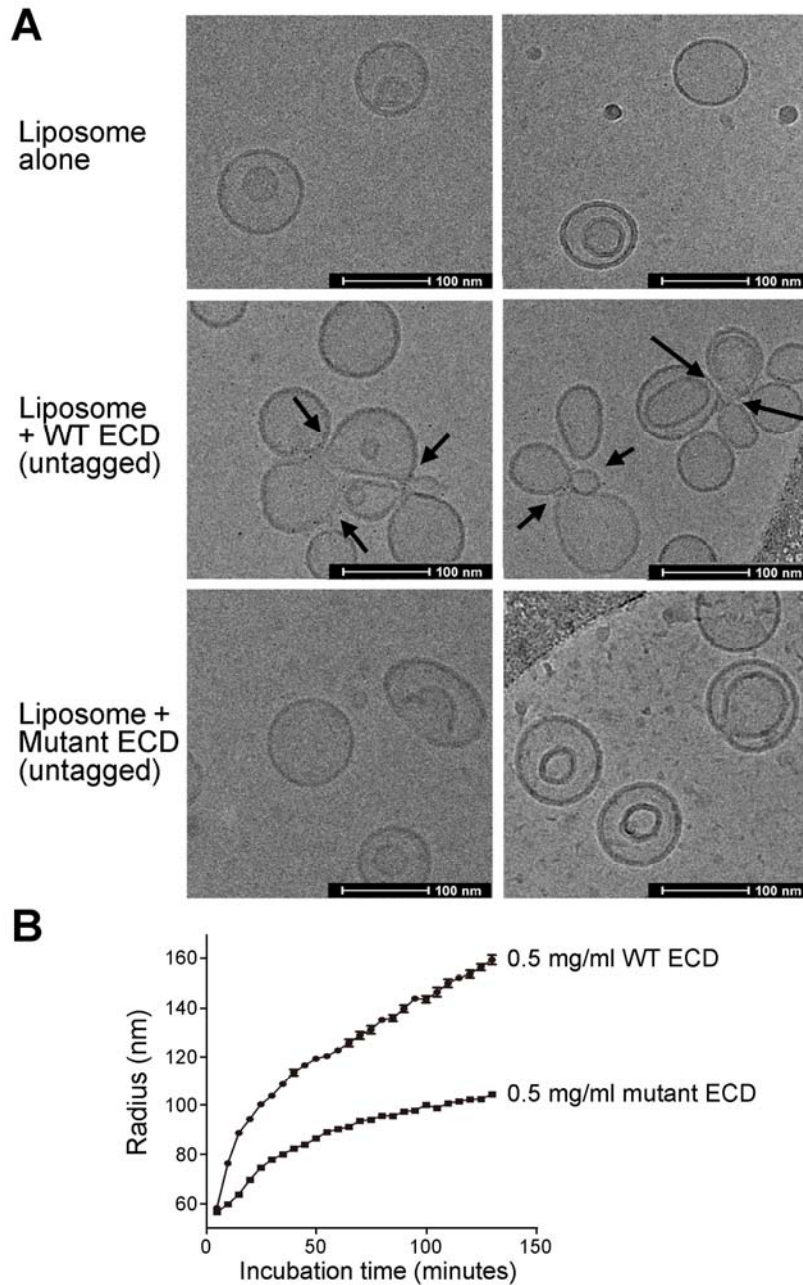 A
Liposome
alone
100 nm
100 nm
Liposome
+ WT ECD
(untagged)
100 nm
100 nm
Liposome +
Mutant ECD
(untagged)
100 nm
100 nm
B
Radius (nm)
160
140
120
100
80
60
0.5 mg/ml WT ECD
0.5 mg/ml mutant ECD
0
50
100
150
Incubation time (minutes)